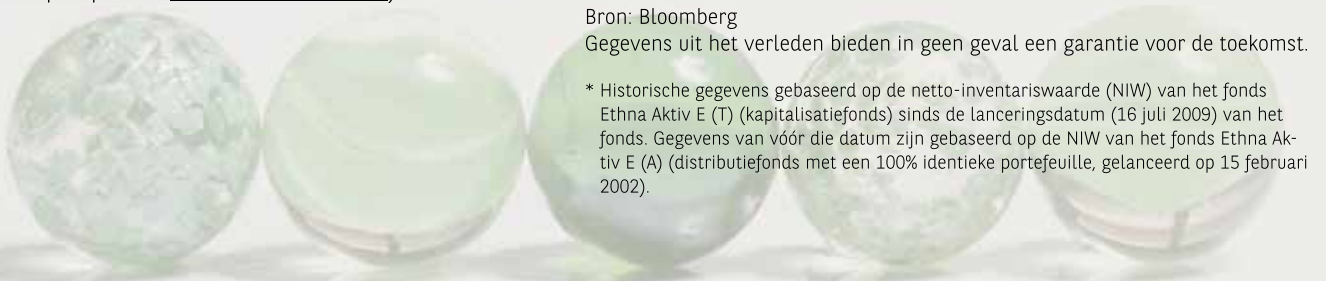 Bron: Bloomberg
Gegevens uit het verleden bieden in geen geval een garantie voor de toekomst.
* Historische gegevens gebaseerd op de netto-inventariswaarde (NIW) van het fonds
Ethna Aktiv E (T) (kapitalisatiefonds) sinds de lanceringsdatum (16 juli 2009) van het
fonds. Gegevens van vóór die datum zijn gebaseerd op de NIW van het fonds Ethna Ak-
tiv E (A) (distributiefonds met een 100% identieke portefeuille, gelanceerd op 15 februari
2002).